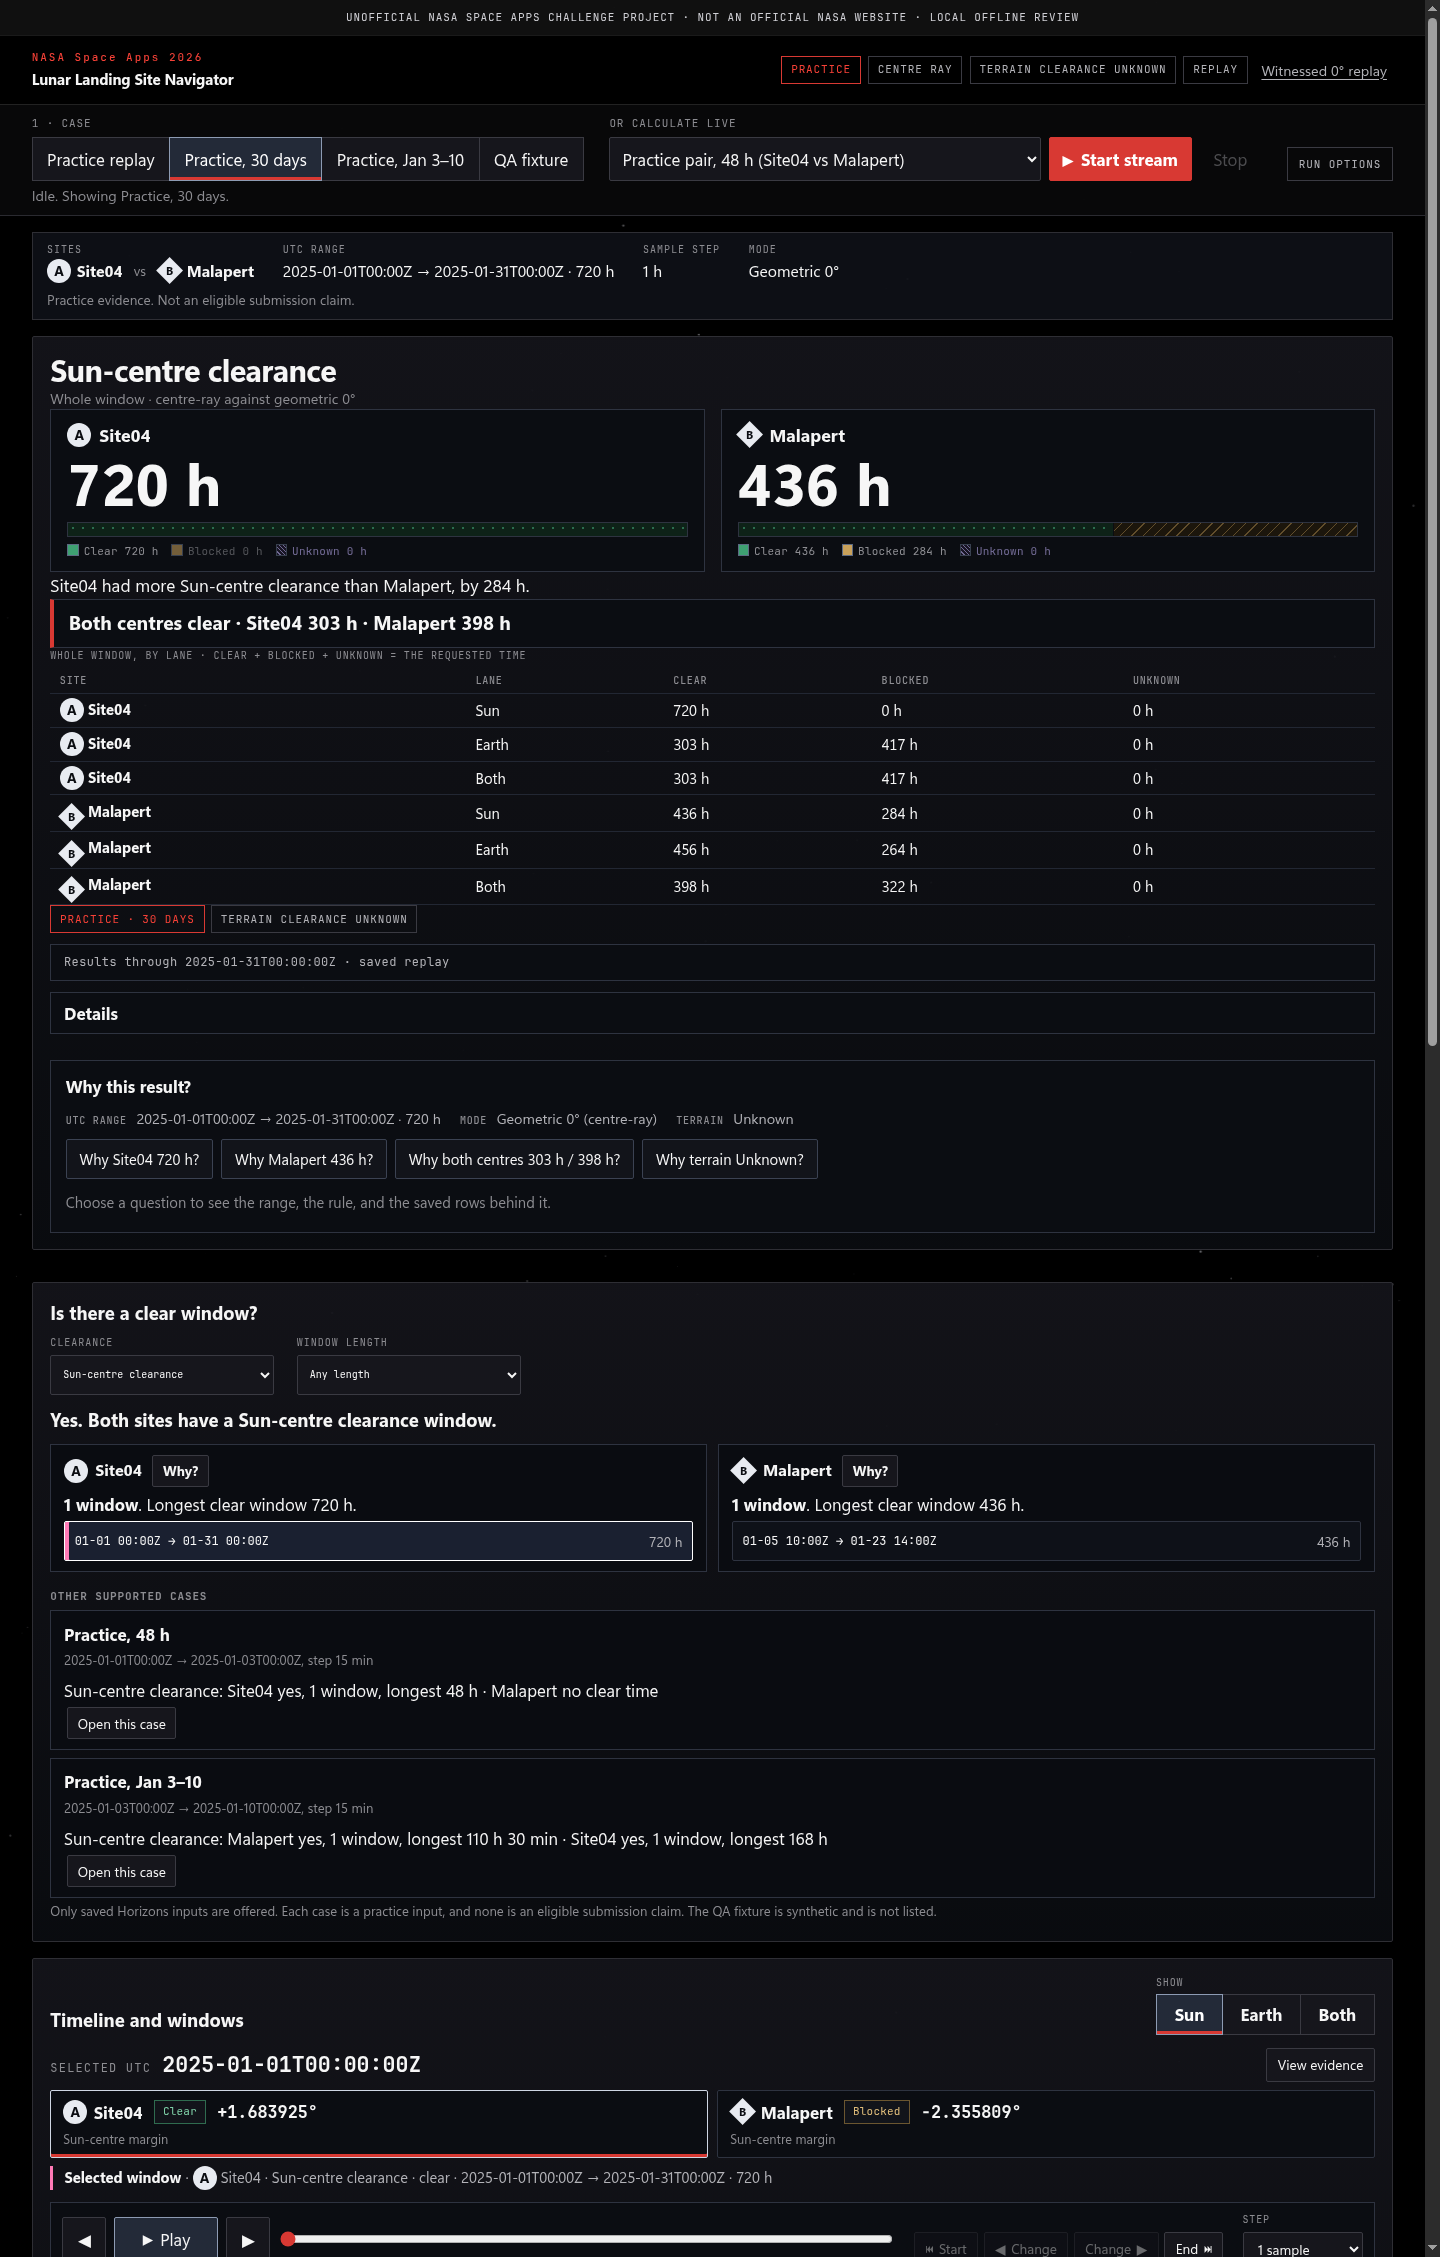 UNOFFICIAL NASA SPACE APPS CHALLENGE PROJECT · NOT AN OFFICIAL NASA WEBSITE · LOCAL OFFLINE REVIEW
NASA Space Apps 2026
Lunar Landing Site Navigator
PRACTICE CENTRE RAY TERRAIN CLEARANCE UNKNOWN REPLAY Witnessed 0° replay
1 · CASE OR CALCULATE LIVE
Practice replay Practice, 30 days Practice, Jan 3–10 QA fixture Practice pair, 48 h (Site04 vs Malapert) ▶ Start stream Stop RUN OPTIONS
Idle. Showing Practice, 30 days.
SITES UTC RANGE SAMPLE STEP MODE
A Site04 vs B Malapert 2025-01-01T00:00Z → 2025-01-31T00:00Z · 720 h 1 h Geometric 0°
Practice evidence. Not an eligible submission claim.
Sun-centre clearance
Whole window · centre-ray against geometric 0°
A Site04 B Malapert
720 h 436 h
Clear 720 h Blocked 0 h Unknown 0 h Clear 436 h Blocked 284 h Unknown 0 h
Site04 had more Sun-centre clearance than Malapert, by 284 h.
Both centres clear · Site04 303 h · Malapert 398 h
WHOLE WINDOW, BY LANE · CLEAR + BLOCKED + UNKNOWN = THE REQUESTED TIME
SITE LANE CLEAR BLOCKED UNKNOWN
A Site04 Sun 720 h 0 h 0 h
A Site04 Earth 303 h 417 h 0 h
A Site04 Both 303 h 417 h 0 h
B Malapert Sun 436 h 284 h 0 h
B Malapert Earth 456 h 264 h 0 h
B Malapert Both 398 h 322 h 0 h
PRACTICE · 30 DAYS TERRAIN CLEARANCE UNKNOWN
Results through 2025-01-31T00:00:00Z · saved replay
Details
Why this result?
UTC RANGE 2025-01-01T00:00Z → 2025-01-31T00:00Z · 720 h MODE Geometric 0° (centre-ray) TERRAIN Unknown
Why Site04 720 h? Why Malapert 436 h? Why both centres 303 h / 398 h? Why terrain Unknown?
Choose a question to see the range, the rule, and the saved rows behind it.
Is there a clear window?
CLEARANCE WINDOW LENGTH
Sun-centre clearance Any length
Yes. Both sites have a Sun-centre clearance window.
A Site04 Why? B Malapert Why?
1 window. Longest clear window 720 h. 1 window. Longest clear window 436 h.
01-01 00:00Z → 01-31 00:00Z 720 h 01-05 10:00Z → 01-23 14:00Z 436 h
OTHER SUPPORTED CASES
Practice, 48 h
2025-01-01T00:00Z → 2025-01-03T00:00Z, step 15 min
Sun-centre clearance: Site04 yes, 1 window, longest 48 h · Malapert no clear time
Open this case
Practice, Jan 3–10
2025-01-03T00:00Z → 2025-01-10T00:00Z, step 15 min
Sun-centre clearance: Malapert yes, 1 window, longest 110 h 30 min · Site04 yes, 1 window, longest 168 h
Open this case
Only saved Horizons inputs are offered. Each case is a practice input, and none is an eligible submission claim. The QA fixture is synthetic and is not listed.
SHOW
Timeline and windows Sun Earth Both
SELECTED UTC 2025-01-01T00:00:00Z View evidence
A Site04 Clear +1.683925° B Malapert Blocked -2.355809°
Sun-centre margin Sun-centre margin
Selected window · A Site04 · Sun-centre clearance · clear · 2025-01-01T00:00Z → 2025-01-31T00:00Z · 720 h
STEP
◀ ▶ Play ▶ ⏮ Start ◀ Change Change ▶ End ⏭ 1 sample